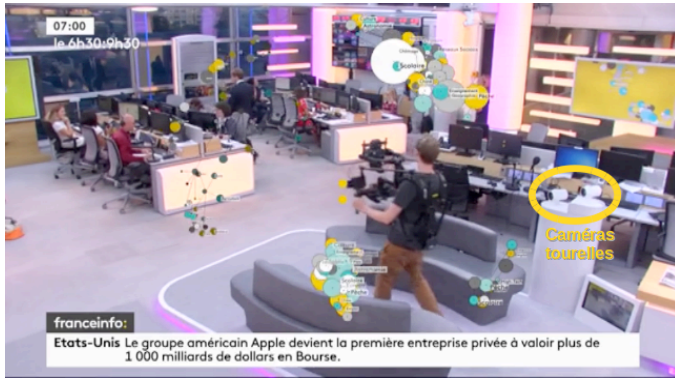 07:00
le 6h30:9h30
Scolaire
Caméras
tourelles
franceinfo:
Etats-Unis Le groupe américain Apple devient la première entreprise privée à valoir plus de
1 000 milliards de dollars en Bourse.